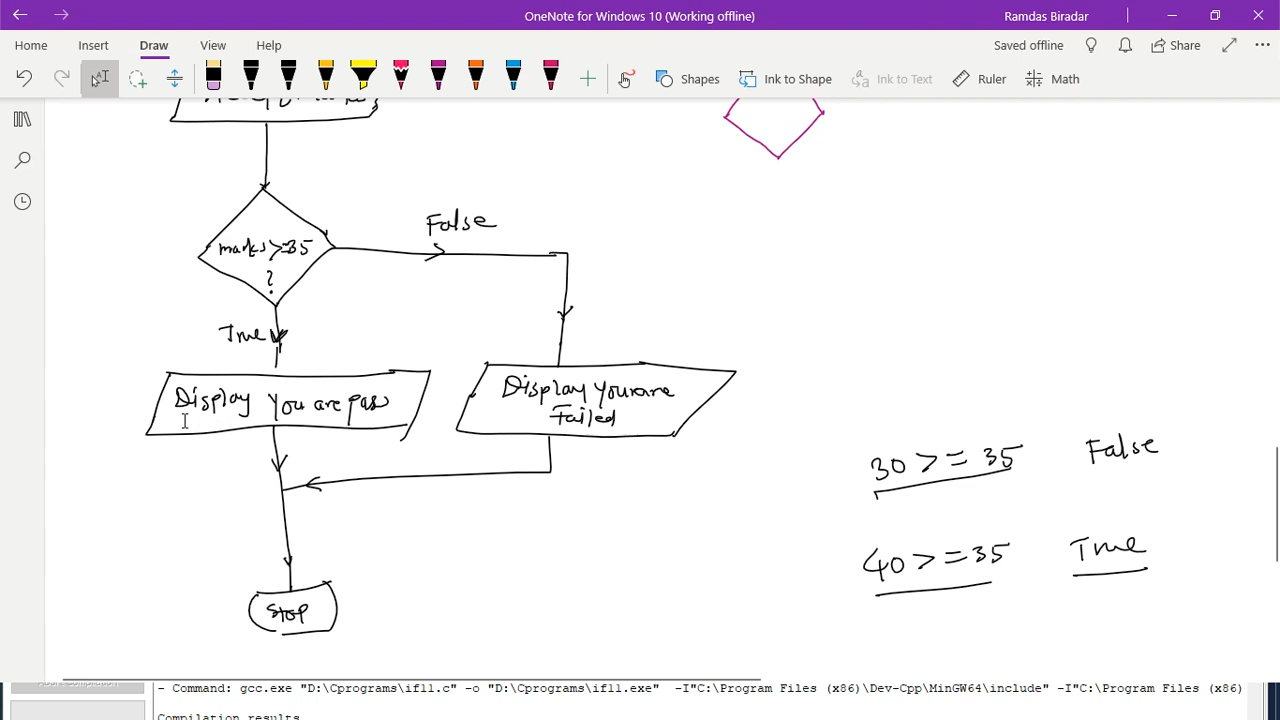 OneNote for Windows 10 (Working offline)
Ramdas Biradar
Home
Insert
Draw
View
Help
Saved offline
Share
Shapes
Ink to Shape
Ink to Text
Ruler
Math
False
marks>=35
?
True
Display You are pass
Display you are
Failed
30 >= 35 False
40 >= 35 True
Stop
- Command: gcc.exe "D:\Cprograms\if11.c" -o "D:\Cprograms\if11.exe" -I"C:\Program Files (x86)\Dev-Cpp\MinGW64\include" -I"C:\Program Files (x86)
Compilation results